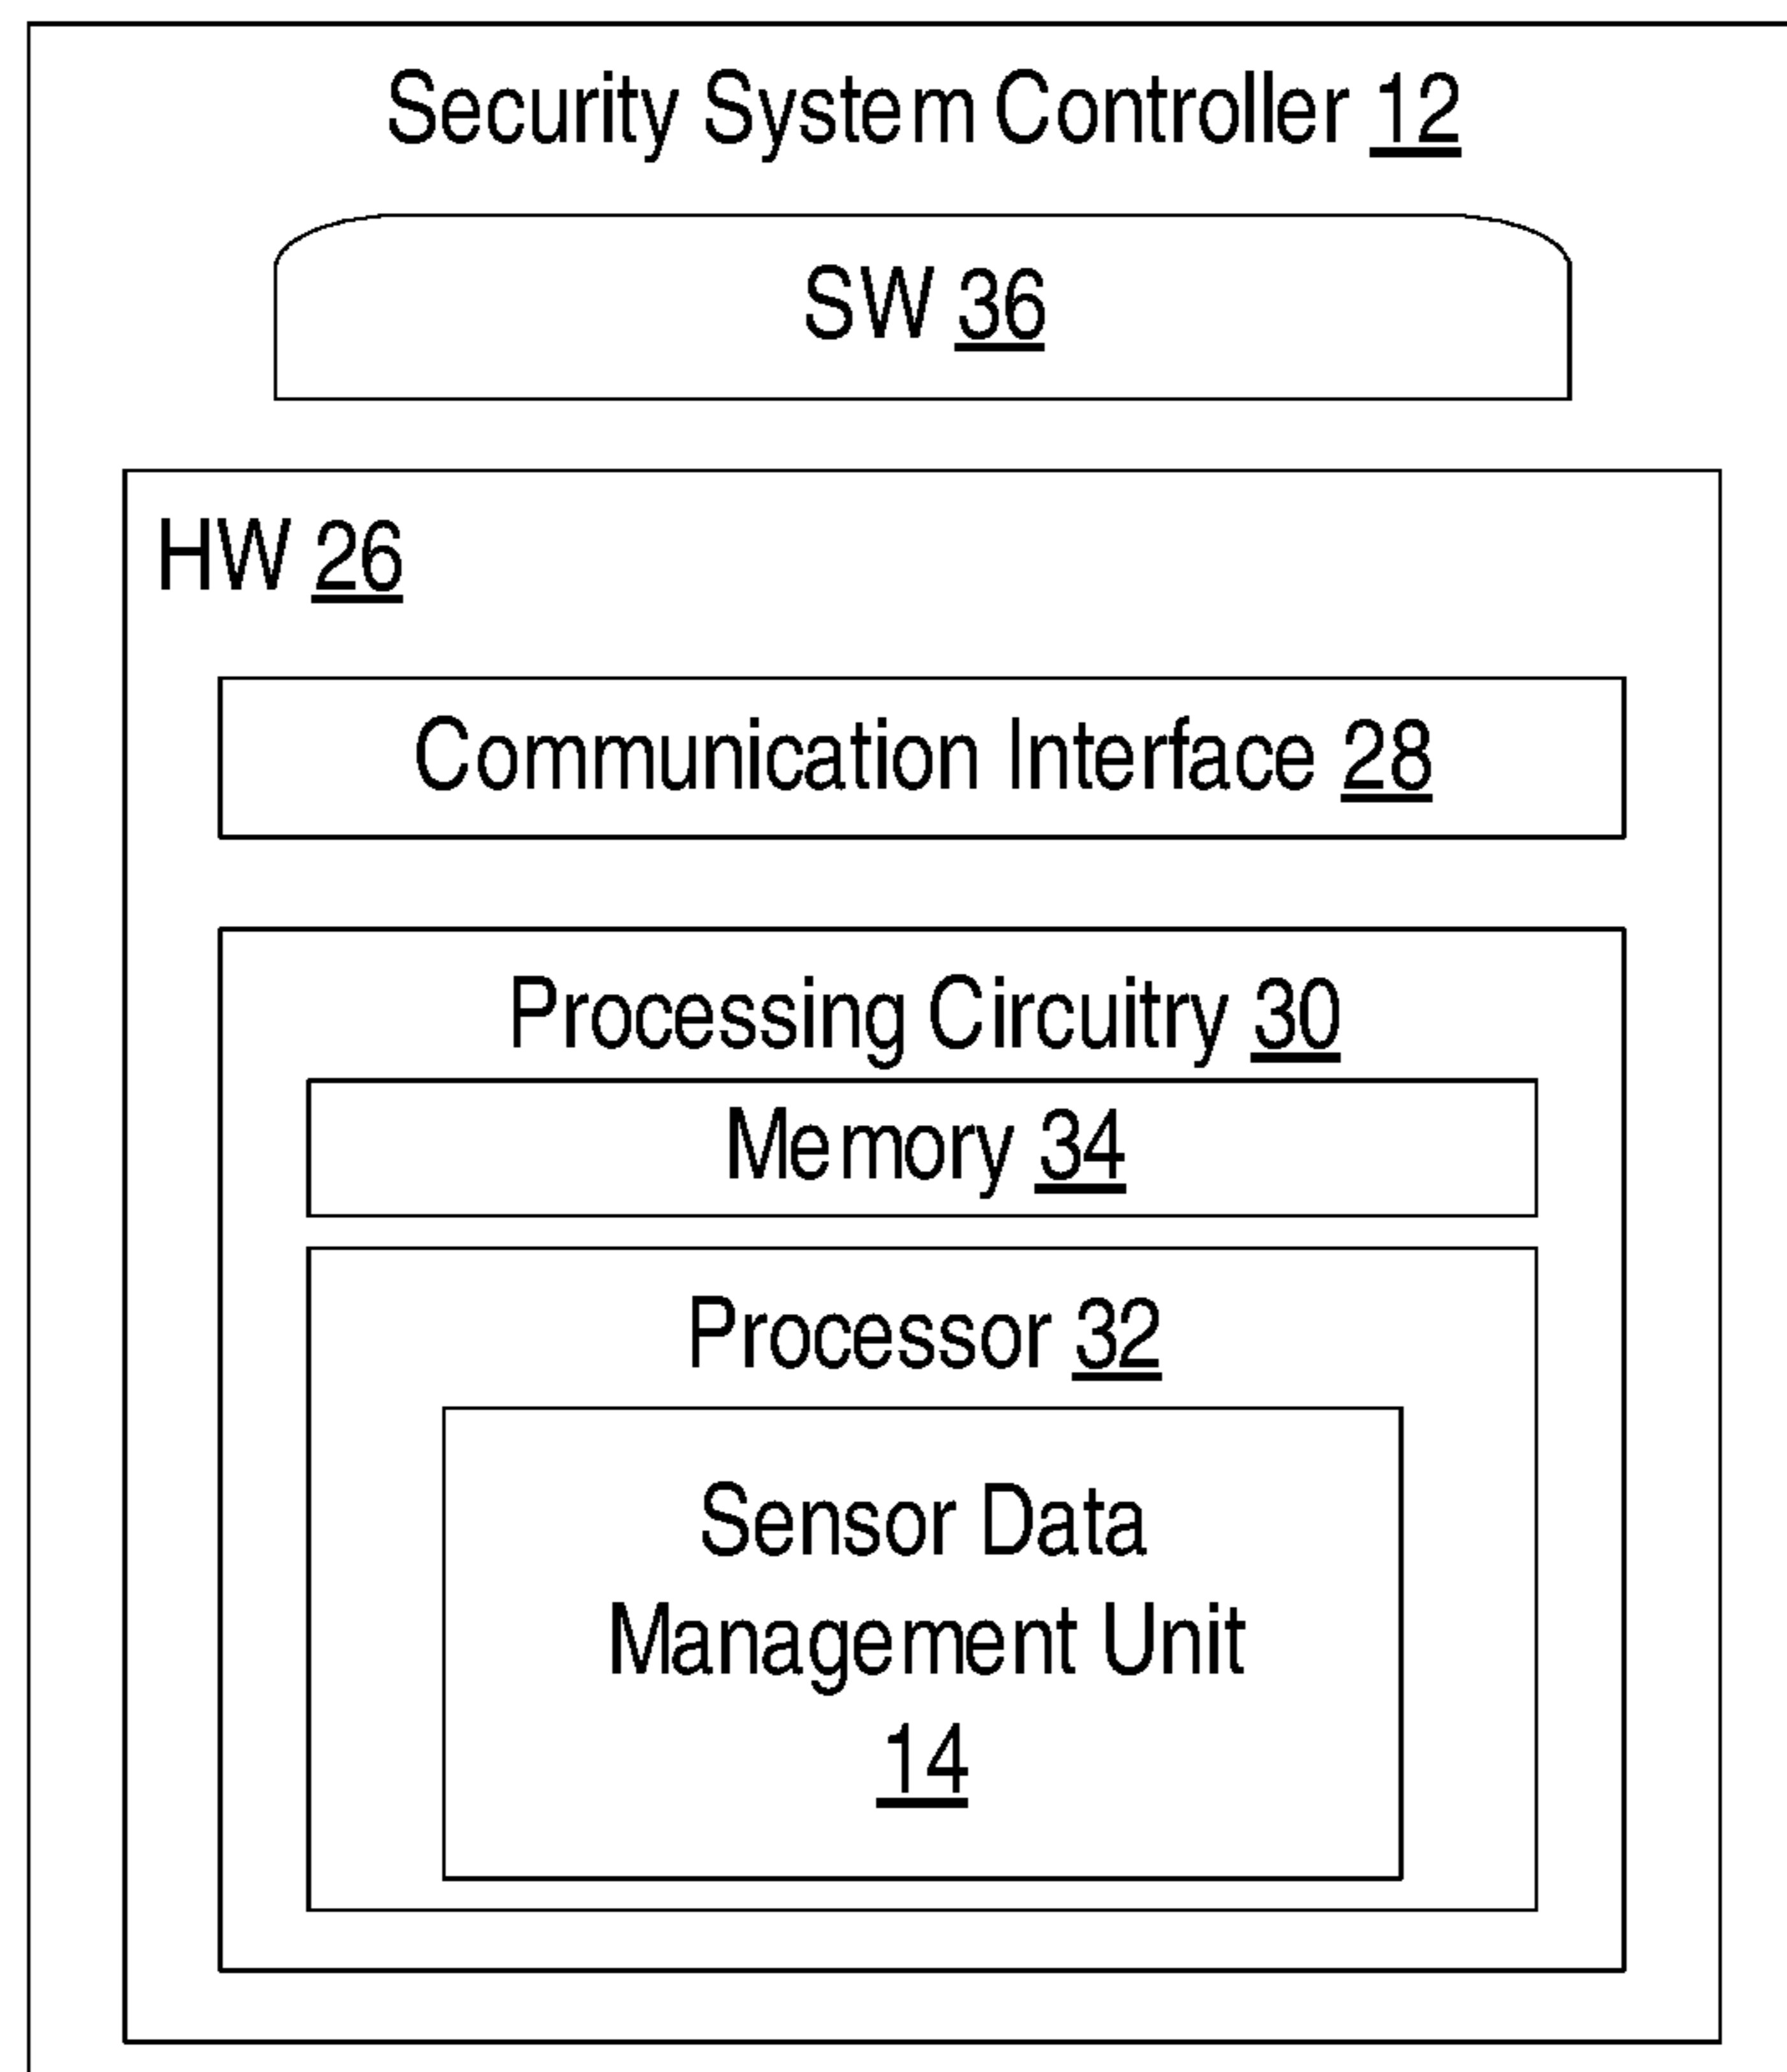 Security System Controller 12
SW 36
HW 26
Communication Interface 28
Processing Circuitry 30
Memory 34
Processor 32
Sensor Data
Management Unit
14